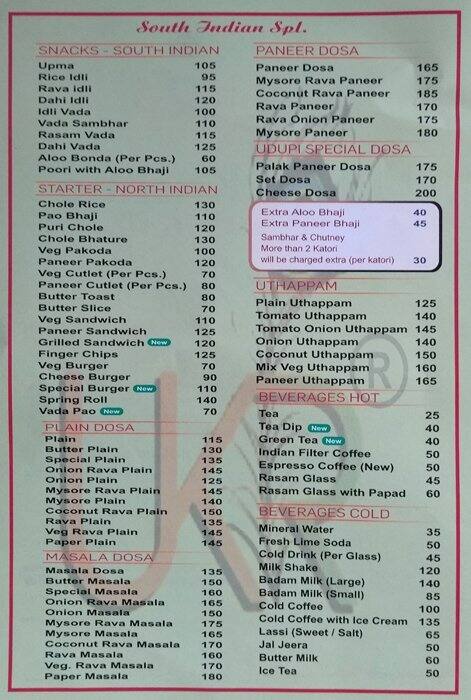 South Indian Spl.
SNACKS - SOUTH INDIAN
Upma 105
Rice Idli 95
Rava idli 115
Dahi Idli 120
Idli Vada 100
Vada Sambhar 110
Rasam Vada 115
Dahi Vada 125
Aloo Bonda (Per Pcs.) 60
Poori with Aloo Bhaji 105
STARTER - NORTH INDIAN
Chole Rice 130
Pao Bhaji 110
Puri Chole 120
Chole Bhature 130
Veg Pakoda 100
Paneer Pakoda 120
Veg Cutlet (Per Pcs.) 70
Paneer Cutlet (Per Pcs.) 80
Butter Toast 80
Butter Slice 70
Veg Sandwich 110
Paneer Sandwich 125
Grilled Sandwich New 120
Finger Chips 125
Veg Burger 70
Cheese Burger 90
Special Burger New 110
Spring Roll 140
Vada Pao New 70
PLAIN DOSA
Plain 115
Butter Plain 130
Special Plain 135
Onion Rava Plain 145
Onion Plain 125
Mysore Rava Plain 145
Mysore Plain 140
Coconut Rava Plain 150
Rava Plain 135
Veg Rava Plain 145
Paper Plain 145
MASALA DOSA
Masala Dosa 135
Butter Masala 150
Special Masala 160
Onion Rava Masala 165
Onion Masala 150
Mysore Rava Masala 175
Mysore Masala 165
Coconut Rava Masala 170
Rava Masala 160
Veg. Rava Masala 170
Paper Masala 180
PANEER DOSA
Paneer Dosa 165
Mysore Rava Paneer 175
Coconut Rava Paneer 185
Rava Paneer 170
Rava Onion Paneer 175
Mysore Paneer 180
UDUPI SPECIAL DOSA
Palak Paneer Dosa 175
Set Dosa 170
Cheese Dosa 200
Extra Aloo Bhaji 40
Extra Paneer Bhaji 45
Sambhar & Chutney
More than 2 Katori
will be charged extra (per katori) 30
UTHAPPAM
Plain Uthappam 125
Tomato Uthappam 140
Tomato Onion Uthappam 145
Onion Uthappam 140
Coconut Uthappam 150
Mix Veg Uthappam 160
Paneer Uthappam 165
BEVERAGES HOT
Tea 25
Tea Dip New 40
Green Tea New 40
Indian Filter Coffee 50
Espresso Coffee (New) 50
Rasam Glass 45
Rasam Glass with Papad 60
BEVERAGES COLD
Mineral Water 35
Fresh Lime Soda 50
Cold Drink (Per Glass) 45
Milk Shake 120
Badam Milk (Large) 140
Badam Milk (Small) 85
Cold Coffee 100
Cold Coffee with Ice Cream 135
Lassi (Sweet / Salt) 65
Jal Jeera 50
Butter Milk 60
Ice Tea 50